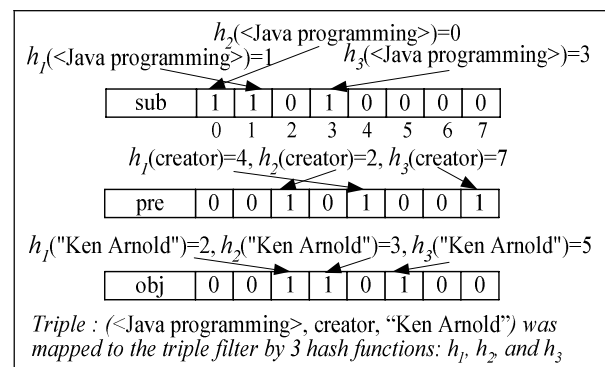 h2(<Java programming>)=0
h1(<Java programming>)=1 h3(<Java programming>)=3
sub 1 1 0 1 0 0 0 0
0 1 2 3 4 5 6 7
h1(creator)=4, h2(creator)=2, h3(creator)=7
pre 0 0 1 0 1 0 0 1
h1("Ken Arnold")=2, h2("Ken Arnold")=3, h3("Ken Arnold")=5
obj 0 0 1 1 0 1 0 0
Triple : (<Java programming>, creator, “Ken Arnold”) was
mapped to the triple filter by 3 hash functions: h1, h2, and h3